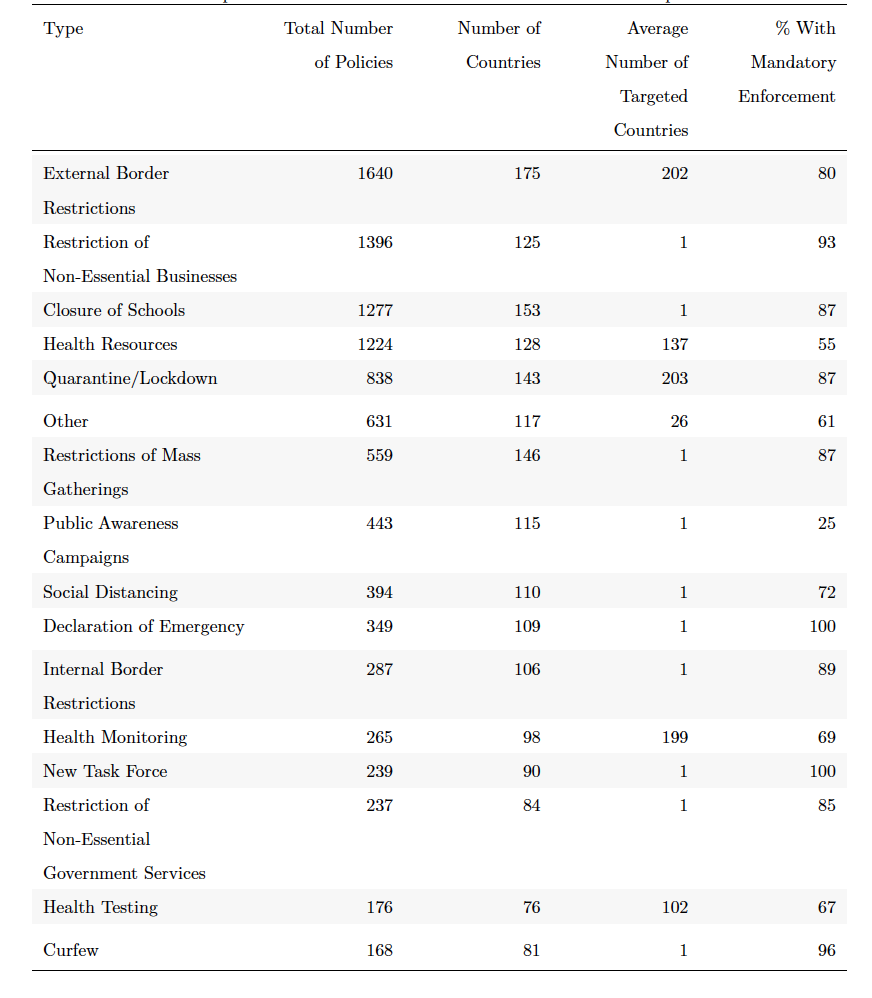 Type Total Number Number of Average % With
of Policies Countries Number of Mandatory
Targeted Enforcement
Countries
External Border 1640 175 202 80
Restrictions
Restriction of 1396 125 1 93
Non-Essential Businesses
Closure of Schools 1277 153 1 87
Health Resources 1224 128 137 55
Quarantine/Lockdown 838 143 203 87
Other 631 117 26 61
Restrictions of Mass 559 146 1 87
Gatherings
Public Awareness 443 115 1 25
Campaigns
Social Distancing 394 110 1 72
Declaration of Emergency 349 109 1 100
Internal Border 287 106 1 89
Restrictions
Health Monitoring 265 98 199 69
New Task Force 239 90 1 100
Restriction of 237 84 1 85
Non-Essential
Government Services
Health Testing 176 76 102 67
Curfew 168 81 1 96